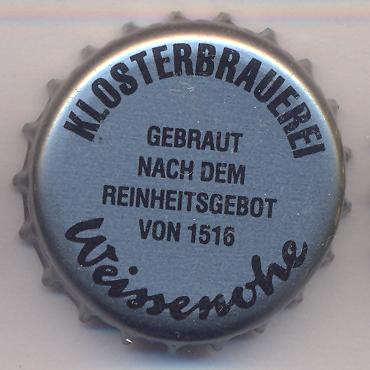 KLOSTERBRAUEREI
GEBRAUT
NACH DEM
REINHEITSGEBOT
VON 1516
Weissenohe